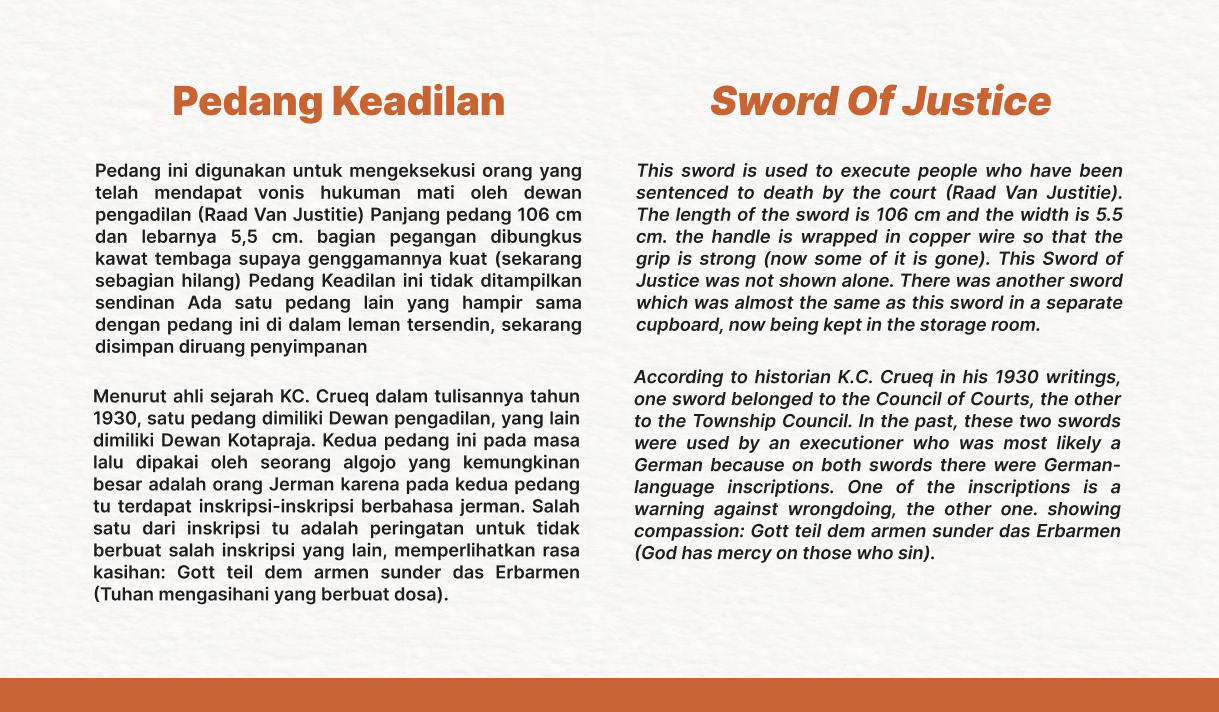 Pedang Keadilan
Pedang ini digunakan untuk mengeksekusi orang yang
telah mendapat vonis hukuman mati oleh dewan
pengadilan (Raad Van Justitie) Panjang pedang 106 cm
dan lebarnya 5,5 cm. bagian pegangan dibungkus
kawat tembaga supaya genggamannya kuat (sekarang
sebagian hilang) Pedang Keadilan ini tidak ditampilkan
sendinan Ada satu pedang lain yang hampir sama
dengan pedang ini di dalam leman tersendin, sekarang
disimpan diruang penyimpanan
Menurut ahli sejarah KC. Crueq dalam tulisannya tahun
1930, satu pedang dimiliki Dewan pengadilan, yang lain
dimiliki Dewan Kotapraja. Kedua pedang ini pada masa
lalu dipakai oleh seorang algojo yang kemungkinan
besar adalah orang Jerman karena pada kedua pedang
tu terdapat inskripsi-inskripsi berbahasa jerman. Salah
satu dari inskripsi tu adalah peringatan untuk tidak
berbuat salah inskripsi yang lain, memperlihatkan rasa
kasihan: Gott teil dem armen sunder das Erbarmen
(Tuhan mengasihani yang berbuat dosa).
Sword Of Justice
This sword is used to execute people who have been
sentenced to death by the court (Raad Van Justitie).
The length of the sword is 106 cm and the width is 5.5
cm. the handle is wrapped in copper wire so that the
grip is strong (now some of it is gone). This Sword of
Justice was not shown alone. There was another sword
which was almost the same as this sword in a separate
cupboard, now being kept in the storage room.
According to historian K.C. Crueq in his 1930 writings,
one sword belonged to the Council of Courts, the other
to the Township Council. In the past, these two swords
were used by an executioner who was most likely a
German because on both swords there were German-
language inscriptions. One of the inscriptions is a
warning against wrongdoing, the other one. showing
compassion: Gott teil dem armen sunder das Erbarmen
(God has mercy on those who sin).